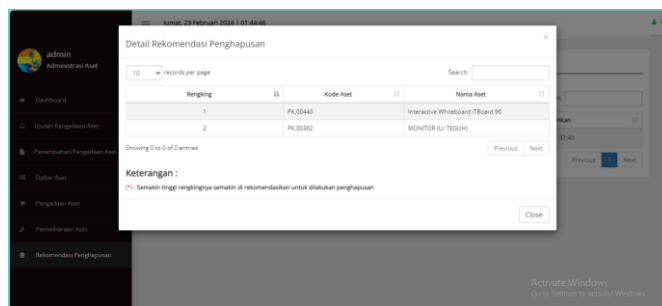 Jumat, 23 Februari 2024 | 01:44:46
admin
Administrasi Aset
Dashboard
Usulan Pengadaan Aset
Penambahan/Pengadaan Aset
Daftar Aset
Pengadaan Aset
Pemeliharaan Aset
Rekomendasi Penghapusan
Detail Rekomendasi Penghapusan
×
10 records per page
Search:
Rengking Kode Aset Nama Aset
1 PK.00440 Interactive Whiteboard ITBoard 96
2 PK.00362 MONITOR (U/ TEGUH)
Showing 0 to 0 of 0 entries
Previous Next
Keterangan :
(*) : Semakin tinggi rengkingnya semakin di rekomendasikan untuk dilakukan penghapusan
Close
:37:40
Previous 1 Next
Activate Windows
Go to Settings to activate Windows.